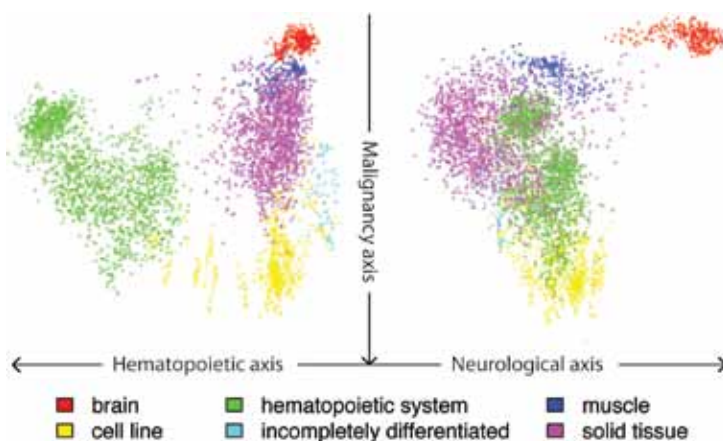 Malignancy axis
Hematopoietic axis
Neurological axis
brain
hematopoietic system
muscle
cell line
incompletely differentiated
solid tissue